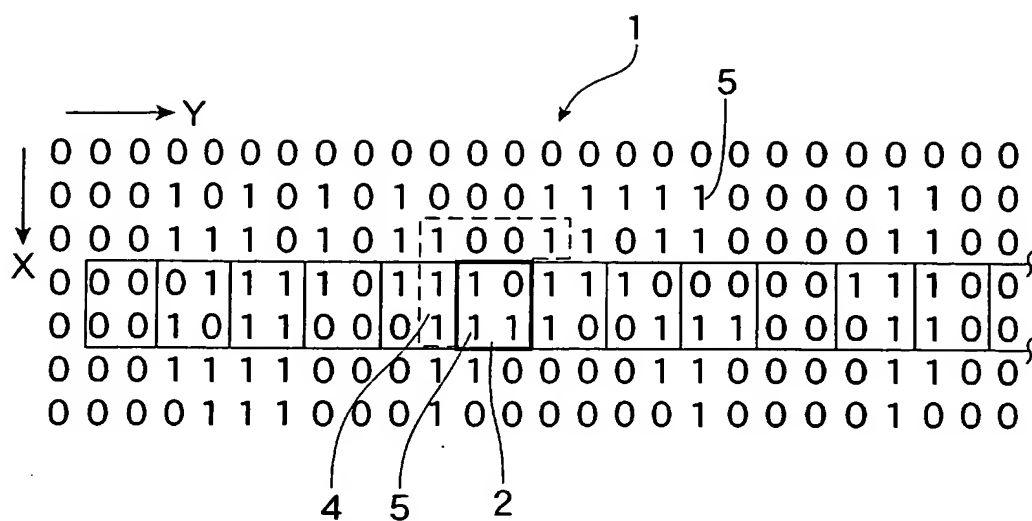 1
5
Y
0 0 0 0 0 0 0 0 0 0 0 0 0 0 0 0 0 0 0 0 0 0 0 0 0 0
0 0 0 1 0 1 0 1 0 1 0 0 0 1 1 1 1 1 0 0 0 0 1 1 0 0
0 0 0 1 1 1 0 1 0 1 1 0 0 1 1 0 1 1 0 0 0 0 1 1 0 0
X
0 0 0 0 1 1 1 1 0 1 1 1 0 1 1 1 0 0 0 0 0 1 1 1 0 0
0 0 0 1 0 1 1 0 0 0 1 1 1 1 0 0 1 1 1 0 0 0 1 1 0 0
0 0 0 1 1 1 1 0 0 0 1 1 0 0 0 0 1 1 0 0 0 0 1 1 0 0
0 0 0 0 1 1 1 0 0 0 1 0 0 0 0 0 0 1 0 0 0 0 1 0 0 0
4 5 2